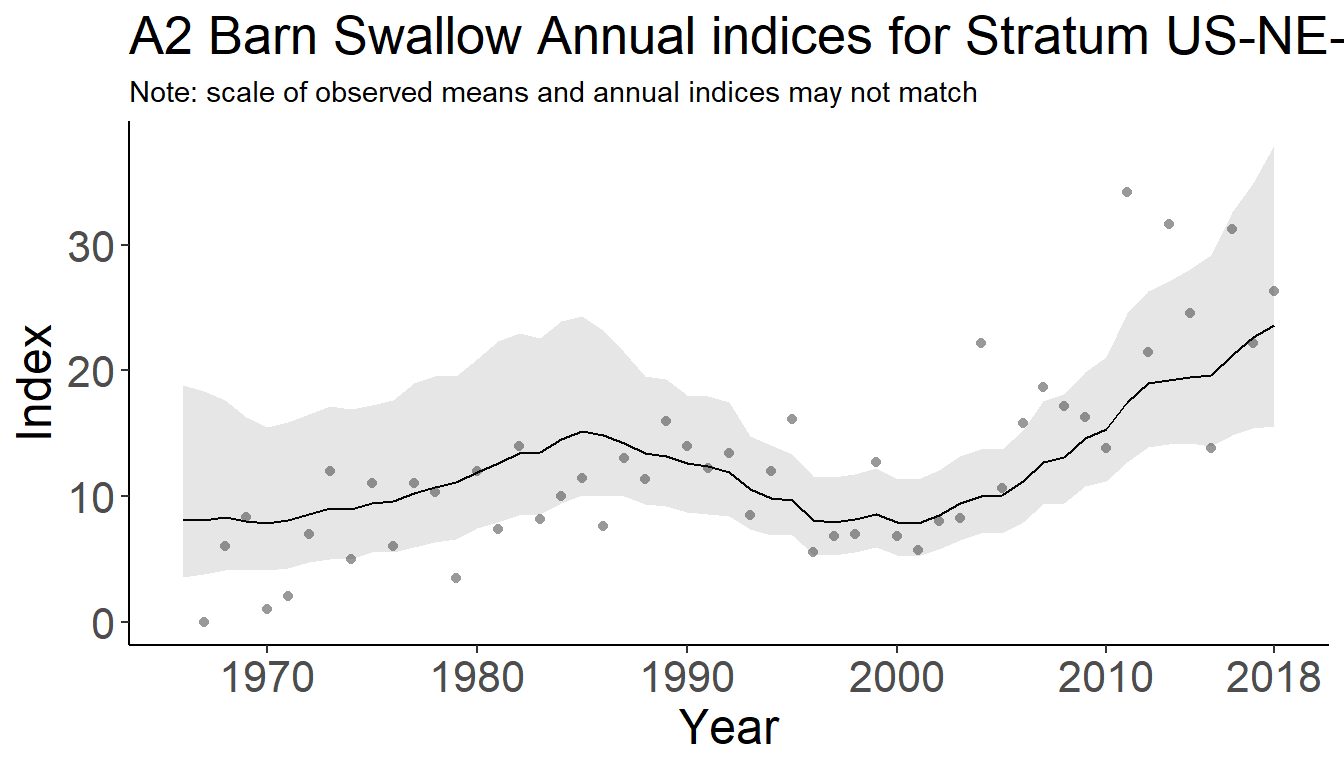 A2 Barn Swallow Annual indices for Stratum US-NE-
Note: scale of observed means and annual indices may not match
30
20
10
0
Index
1970 1980 1990 2000 2010 2018
Year